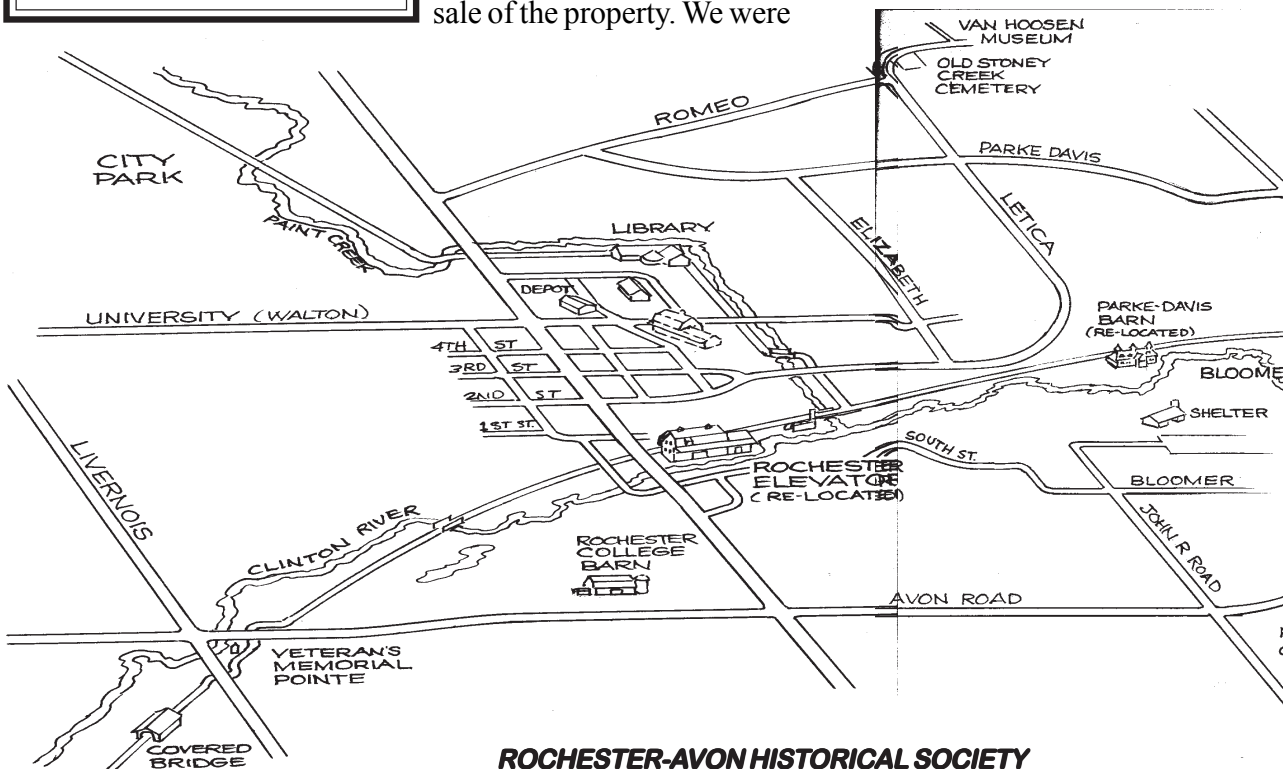 sale of the property. We were
VAN HOOSEN
MUSEUM
OLD STONEY
CREEK
CEMETERY
ROMEO
CITY
PARK
PARKE DAVIS
PAINT CREEK
LIBRARY
LETICA
ELIZABETH
DEPOT
UNIVERSITY (WALTON)
PARKE-DAVIS
BARN
(RE-LOCATED)
4TH ST
3RD ST
2ND ST
1ST ST.
BLOOME
SHELTER
LIVERNOIS
SOUTH ST.
ROCHESTER
ELEVATOR
(RE-LOCATED)
BLOOMER
JOHN R ROAD
CLINTON RIVER
ROCHESTER
COLLEGE
BARN
AVON ROAD
VETERAN'S
MEMORIAL
POINTE
COVERED
BRIDGE
ROCHESTER-AVON HISTORICAL SOCIETY